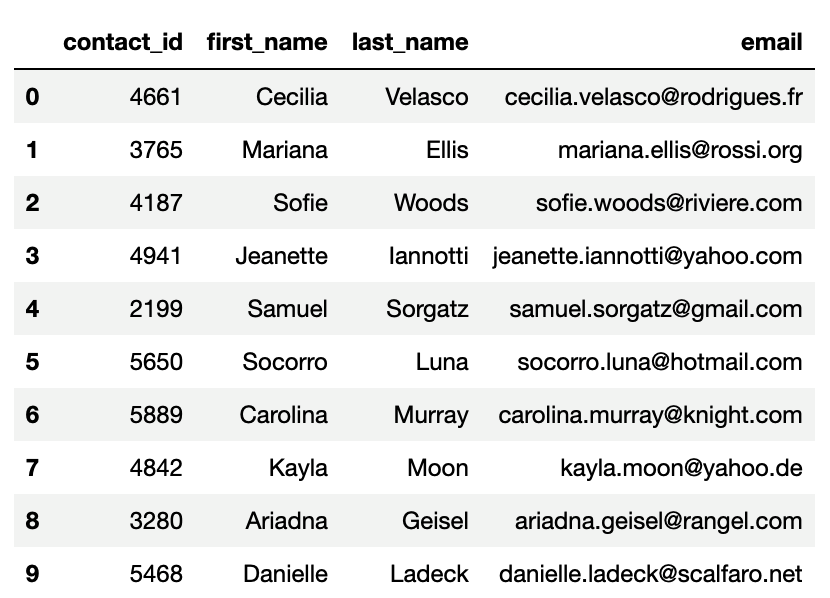 contact_id first_name last_name email
0 4661 Cecilia Velasco cecilia.velasco@rodrigues.fr
1 3765 Mariana Ellis mariana.ellis@rossi.org
2 4187 Sofie Woods sofie.woods@riviere.com
3 4941 Jeanette Iannotti jeanette.iannotti@yahoo.com
4 2199 Samuel Sorgatz samuel.sorgatz@gmail.com
5 5650 Socorro Luna socorro.luna@hotmail.com
6 5889 Carolina Murray carolina.murray@knight.com
7 4842 Kayla Moon kayla.moon@yahoo.de
8 3280 Ariadna Geisel ariadna.geisel@rangel.com
9 5468 Danielle Ladeck danielle.ladeck@scalfaro.net